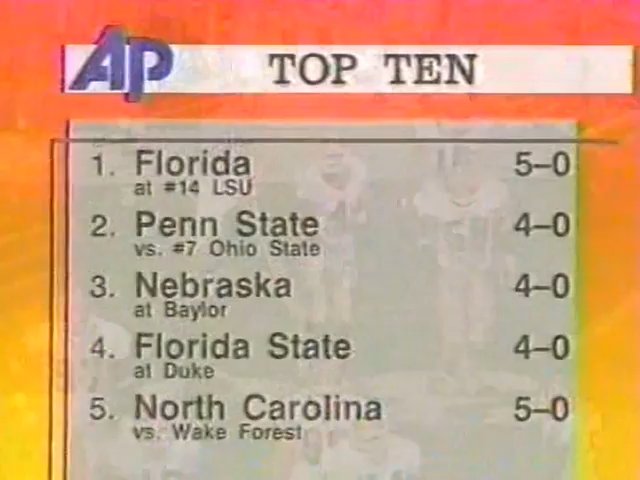 AP TOP TEN
1. Florida 5–0
at #14 LSU
2. Penn State 4–0
vs. #7 Ohio State
3. Nebraska 4–0
at Baylor
4. Florida State 4–0
at Duke
5. North Carolina 5–0
vs. Wake Forest